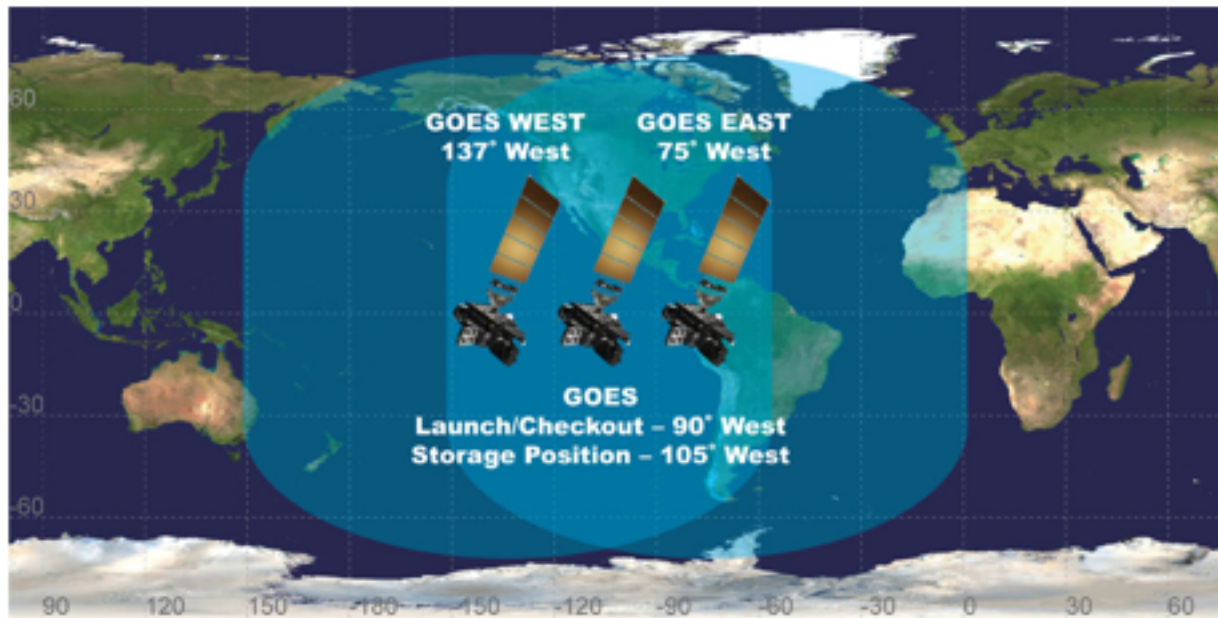 GOES WEST
137° West
GOES EAST
75° West
GOES
Launch/Checkout – 90° West
Storage Position – 105° West
60
30
0
-30
-60
90 120 150 -180 -150 -120 -90 -60 -30 0 30 60